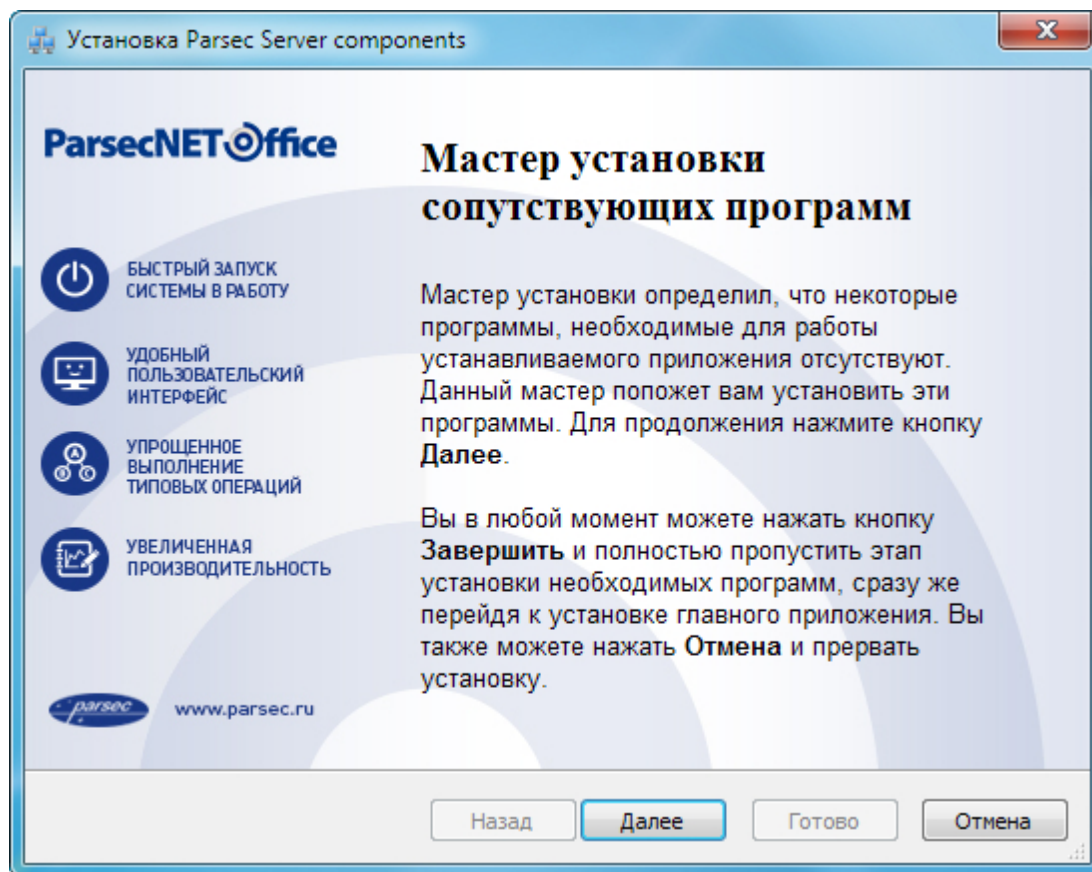 Установка Parsec Server components
ParsecNET Office
Мастер установки
сопутствующих программ
БЫСТРЫЙ ЗАПУСК
СИСТЕМЫ В РАБОТУ
УДОБНЫЙ
ПОЛЬЗОВАТЕЛЬСКИЙ
ИНТЕРФЕЙС
УПРОЩЕННОЕ
ВЫПОЛНЕНИЕ
ТИПОВЫХ ОПЕРАЦИЙ
УВЕЛИЧЕННАЯ
ПРОИЗВОДИТЕЛЬНОСТЬ
parsec
www.parsec.ru
Мастер установки определил, что некоторые
программы, необходимые для работы
устанавливаемого приложения отсутствуют.
Данный мастер попожет вам установить эти
программы. Для продолжения нажмите кнопку
Далее.
Вы в любой момент можете нажать кнопку
Завершить и полностью пропустить этап
установки необходимых программ, сразу же
перейдя к установке главного приложения. Вы
также можете нажать Отмена и прервать
установку.
Назад
Далее
Готово
Отмена